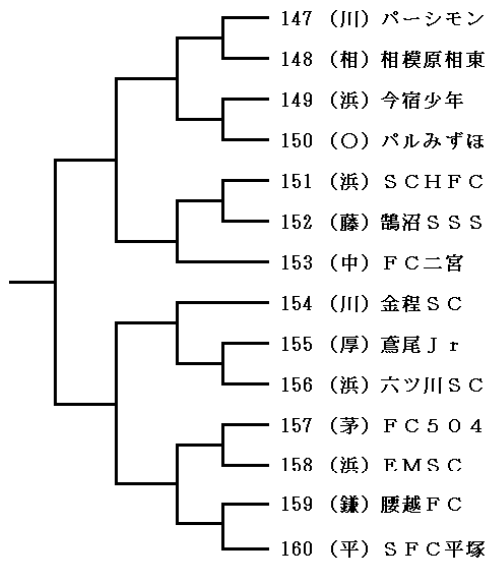 147 （川）パーシモン
148 （相）相模原相東
149 （浜）今宿少年
150 （〇）パルみずほ
151 （浜）ＳＣＨＦＣ
152 （藤）鵠沼ＳＳＳ
153 （中）ＦＣ二宮
154 （川）金程ＳＣ
155 （厚）鳶尾Ｊｒ
156 （浜）六ツ川ＳＣ
157 （茅）ＦＣ５０４
158 （浜）ＥＭＳＣ
159 （鎌）腰越ＦＣ
160 （平）ＳＦＣ平塚